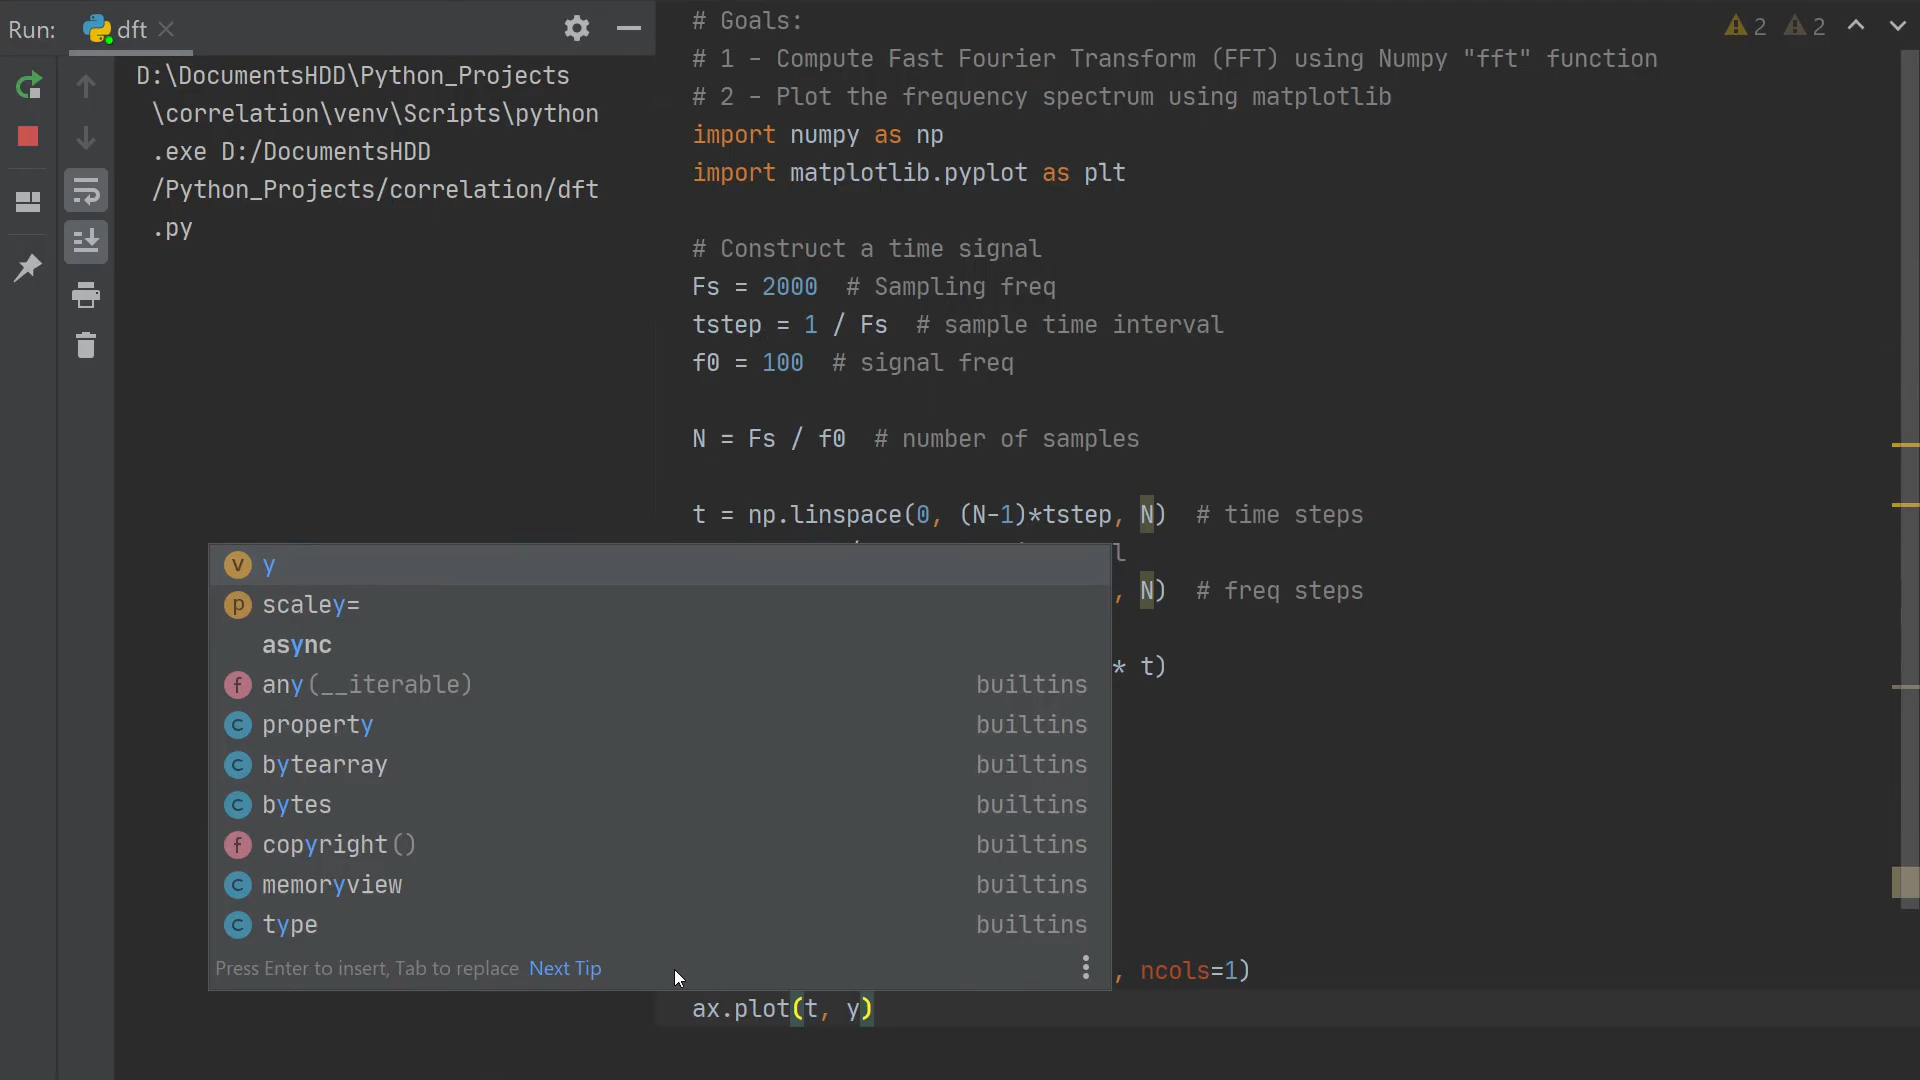 Run:
dft
D:\DocumentsHDD\Python_Projects
\correlation\venv\Scripts\python
.exe D:/DocumentsHDD
/Python_Projects/correlation/dft
.py
# Goals:
# 1 - Compute Fast Fourier Transform (FFT) using Numpy "fft" function
# 2 - Plot the frequency spectrum using matplotlib
import numpy as np
import matplotlib.pyplot as plt
# Construct a time signal
Fs = 2000  # Sampling freq
tstep = 1 / Fs  # sample time interval
f0 = 100  # signal freq
N = Fs / f0  # number of samples
t = np.linspace(0, (N-1)*tstep, N)  # time steps
, N)  # freq steps
* t)
, ncols=1)
ax.plot(t, y)
2 2
y
scaley=
async
any(__iterable) builtins
property builtins
bytearray builtins
bytes builtins
copyright() builtins
memoryview builtins
type builtins
Press Enter to insert, Tab to replace Next Tip